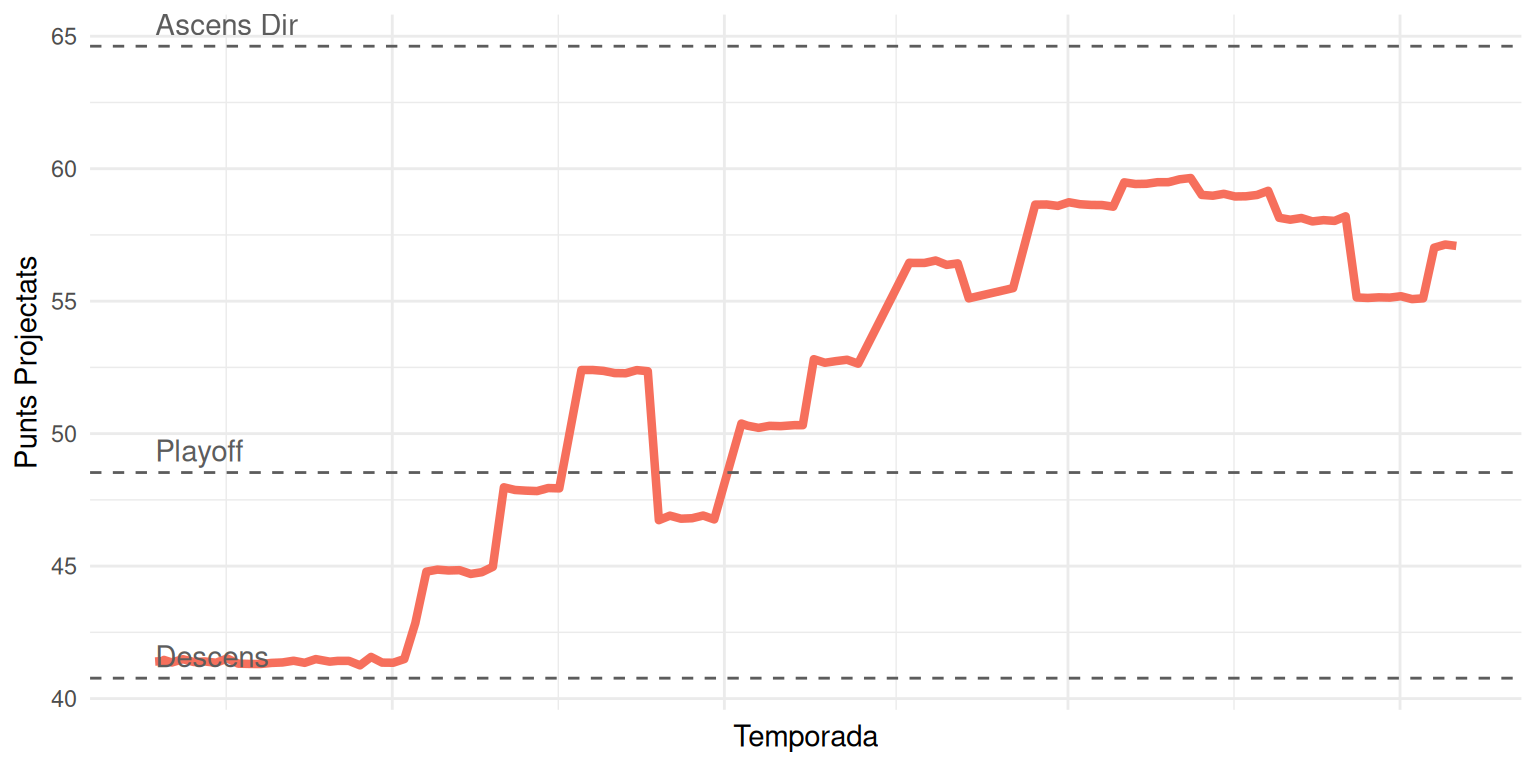 Ascens Dir
65
60
55
50
45
40
Playoff
Descens
Punts Projectats
Temporada